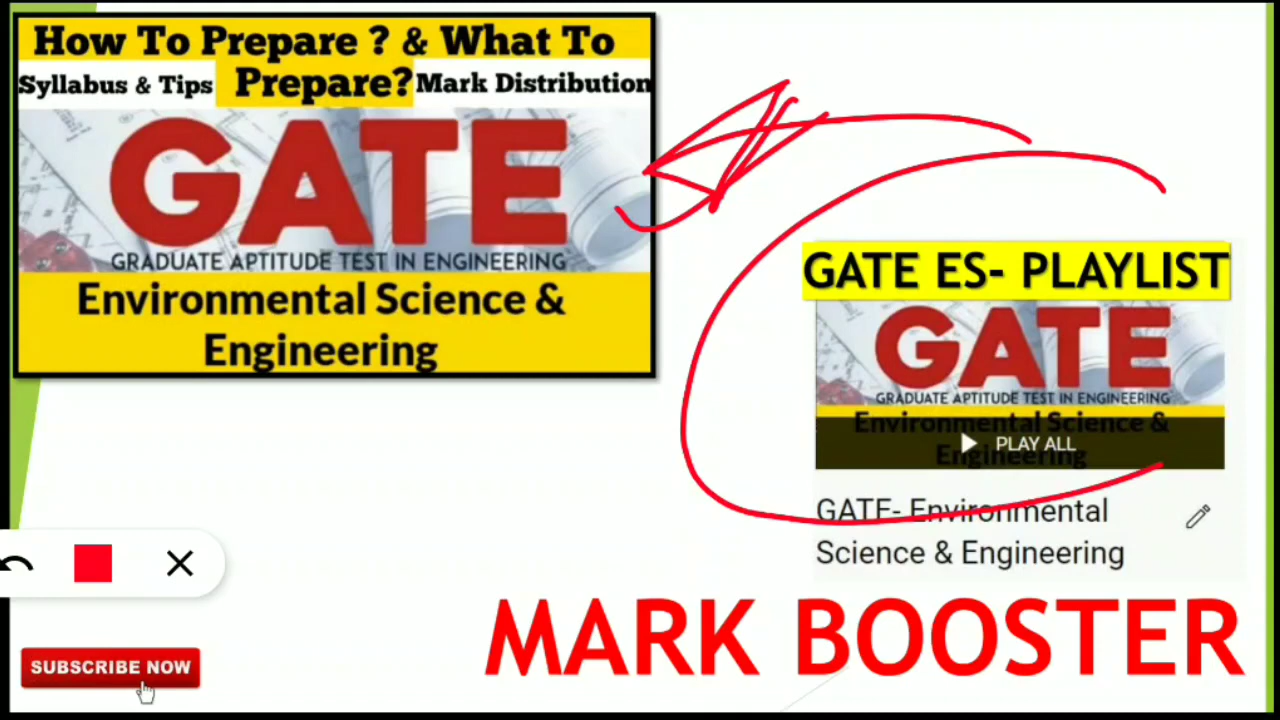 How To Prepare ? & What To
Syllabus & Tips Prepare? Mark Distribution
GATE
GRADUATE APTITUDE TEST IN ENGINEERING
Environmental Science &
Engineering
GATE ES- PLAYLIST
GATE
GRADUATE APTITUDE TEST IN ENGINEERING
Environmental Science &
PLAY ALL
Engineering
GATE- Environmental
Science & Engineering
MARK BOOSTER
SUBSCRIBE NOW